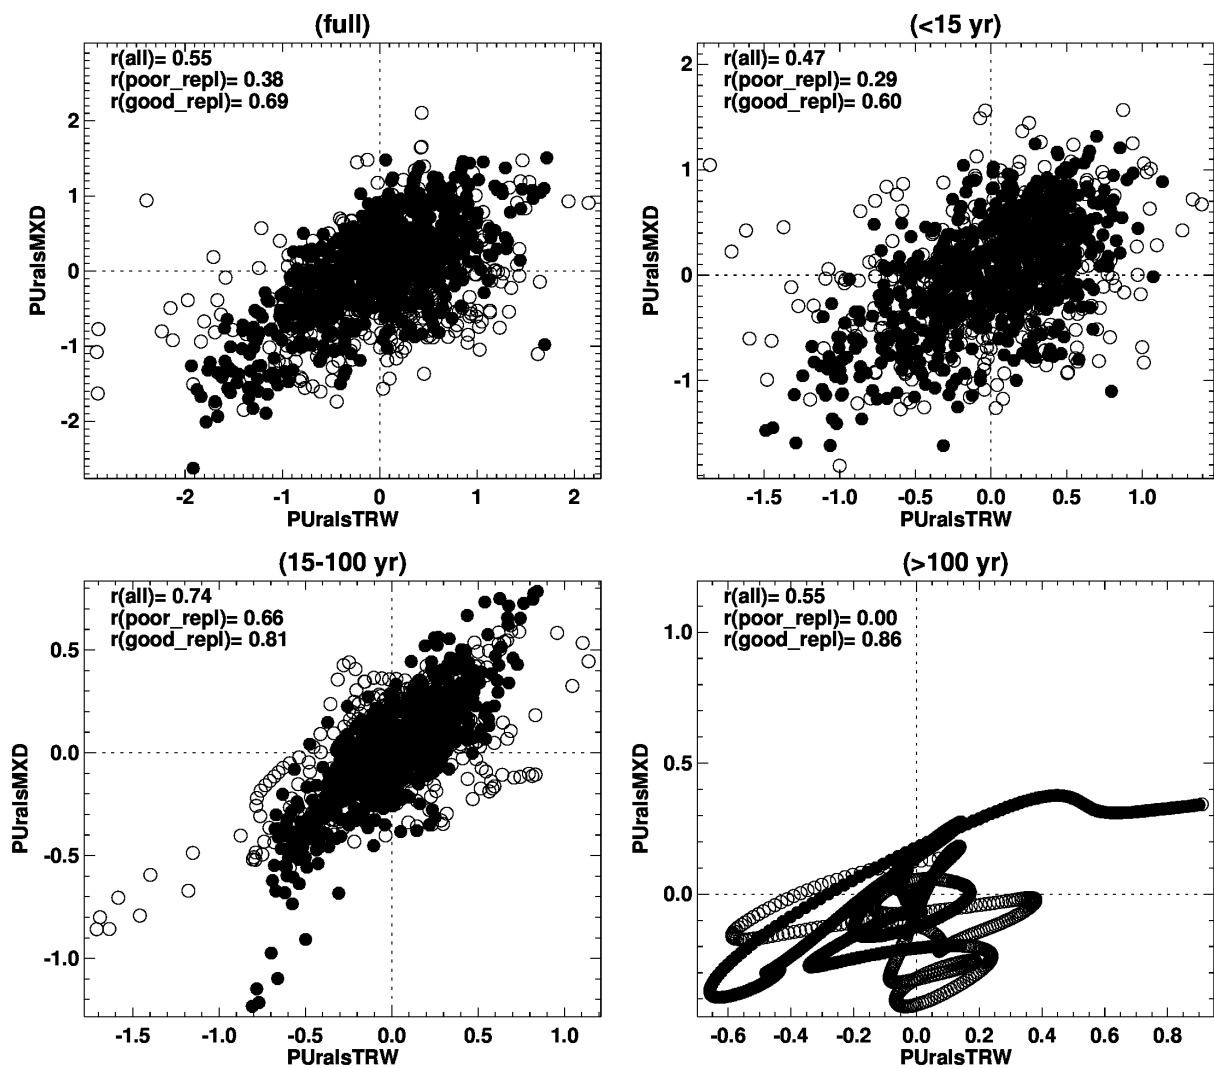 (full)
r(all)= 0.55
r(poor_repl)= 0.38
r(good_repl)= 0.69
2
1
0
-1
-2
PUralsMXD
-2 -1 0 1 2
PUralsTRW
(<15 yr)
r(all)= 0.47
r(poor_repl)= 0.29
r(good_repl)= 0.60
2
1
0
-1
PUralsMXD
-1.5 -1.0 -0.5 0.0 0.5 1.0
PUralsTRW
(15-100 yr)
r(all)= 0.74
r(poor_repl)= 0.66
r(good_repl)= 0.81
0.5
0.0
-0.5
-1.0
PUralsMXD
-1.5 -1.0 -0.5 0.0 0.5 1.0
PUralsTRW
(>100 yr)
r(all)= 0.55
r(poor_repl)= 0.00
r(good_repl)= 0.86
1.0
0.5
0.0
PUralsMXD
-0.6 -0.4 -0.2 0.0 0.2 0.4 0.6 0.8
PUralsTRW